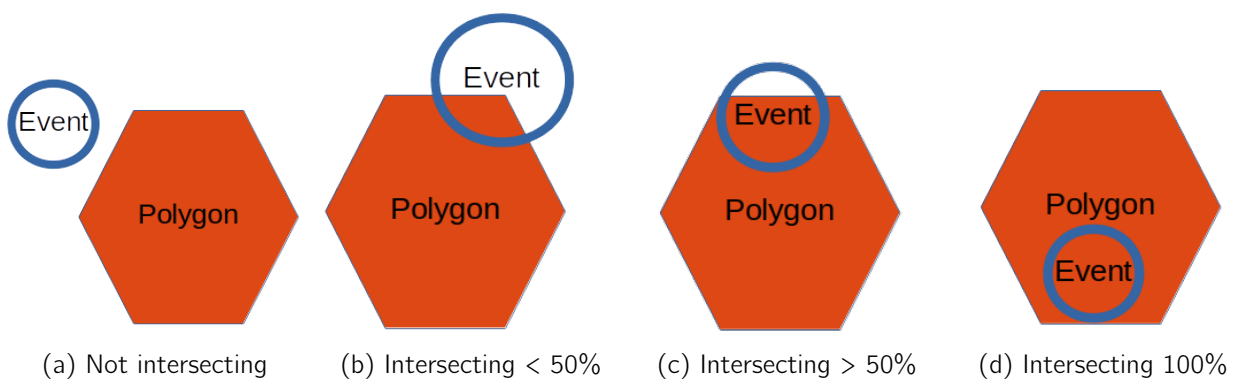 Event
Polygon
Event
Polygon
Event
Polygon
Polygon
Event
(a) Not intersecting
(b) Intersecting < 50%
(c) Intersecting > 50%
(d) Intersecting 100%